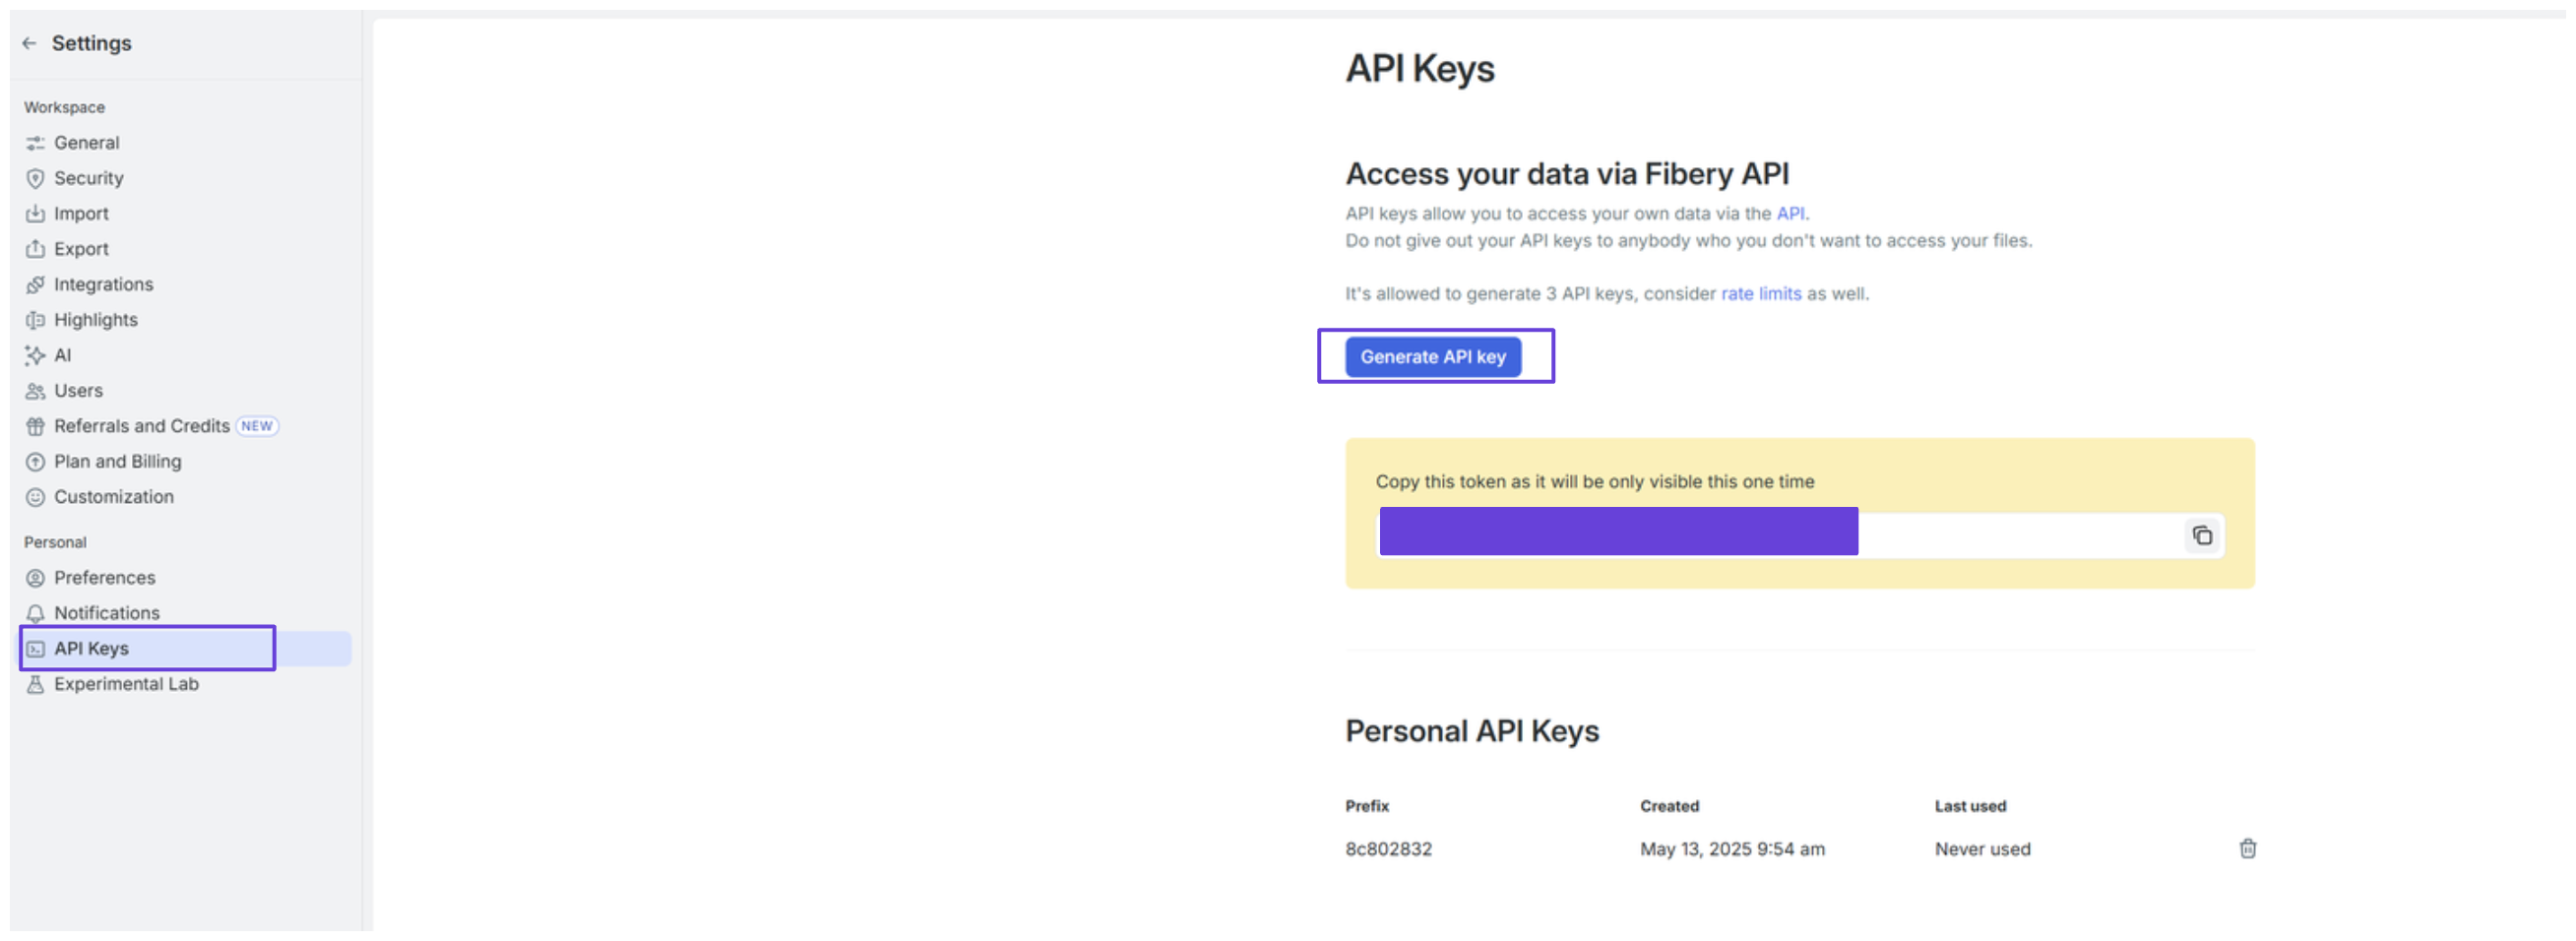 Settings
Workspace
General
Security
Import
Export
Integrations
Highlights
AI
Users
Referrals and Credits NEW
Plan and Billing
Customization
Personal
Preferences
Notifications
API Keys
Experimental Lab
API Keys
Access your data via Fibery API
API keys allow you to access your own data via the API.
Do not give out your API keys to anybody who you don't want to access your files.
It's allowed to generate 3 API keys, consider rate limits as well.
Generate API key
Copy this token as it will be only visible this one time
Personal API Keys
Prefix Created Last used
8c802832 May 13, 2025 9:54 am Never used